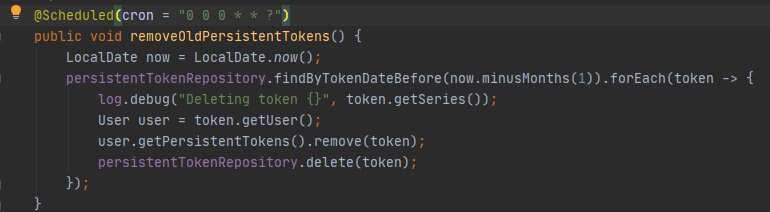 @Scheduled(cron = "0 0 0 * * ?")
public void removeOldPersistentTokens() {
    LocalDate now = LocalDate.now();
    persistentTokenRepository.findByTokenDateBefore(now.minusMonths(1)).forEach(token -> {
        log.debug("Deleting token {}", token.getSeries());
        User user = token.getUser();
        user.getPersistentTokens().remove(token);
        persistentTokenRepository.delete(token);
    });
}